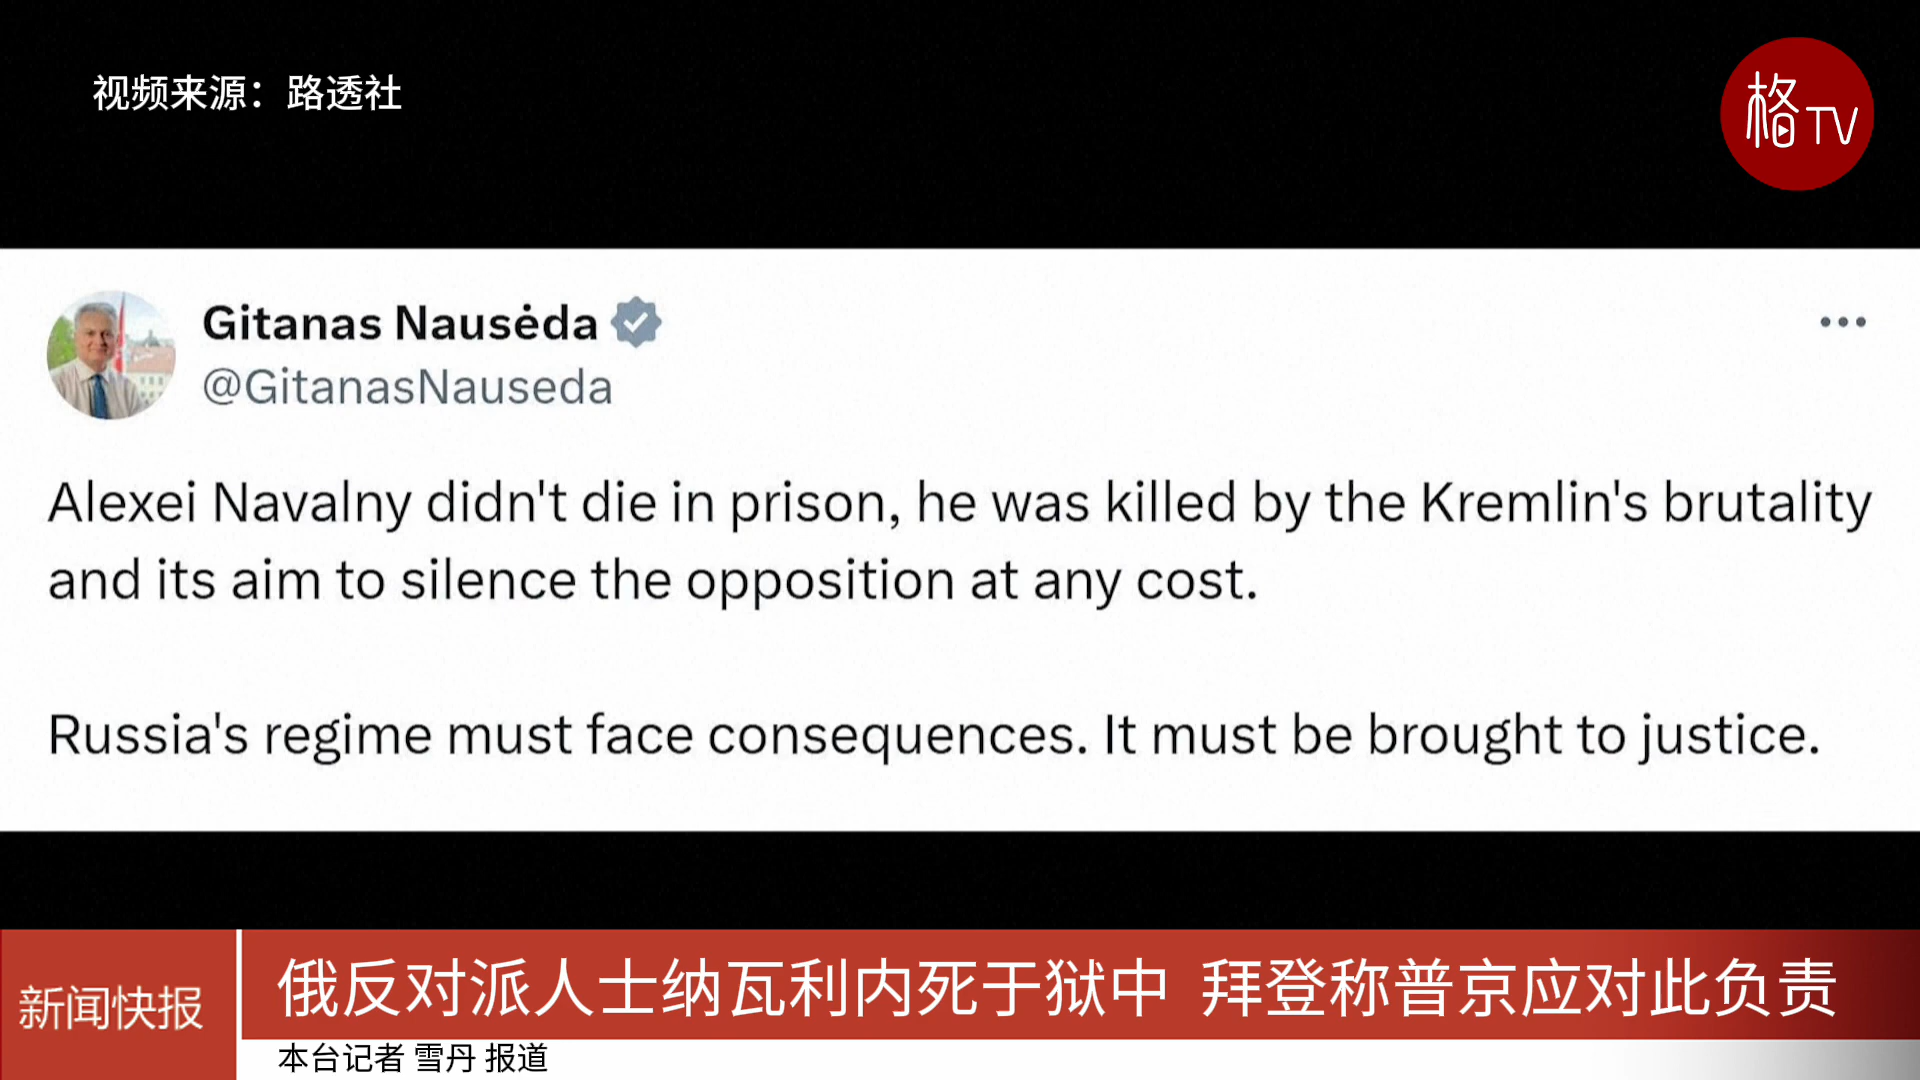 视频来源：路透社
格TV
Gitanas Nausėda
@GitanasNauseda
Alexei Navalny didn't die in prison, he was killed by the Kremlin's brutality
and its aim to silence the opposition at any cost.
Russia's regime must face consequences. It must be brought to justice.
新闻快报
俄反对派人士纳瓦利内死于狱中 拜登称普京应对此负责
本台记者 雪丹 报道